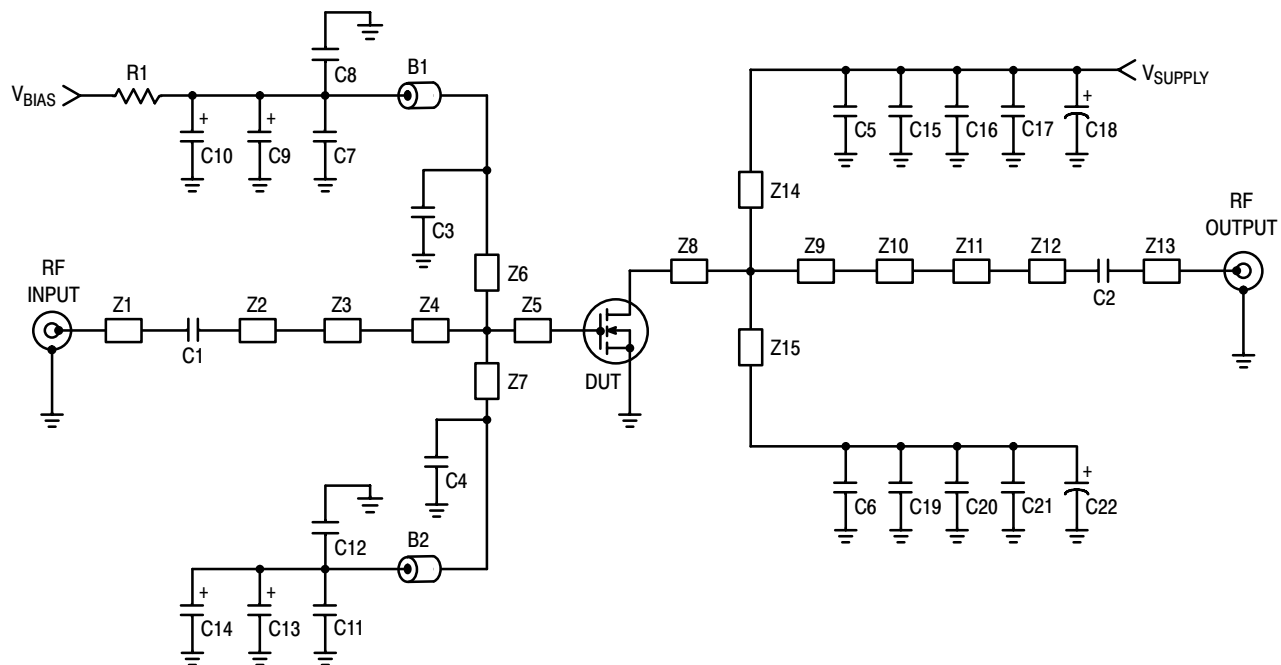 C8
B1
R1
V_BIAS
+
C10
+
C9
C7
C3
V_SUPPLY
C5
C15
C16
C17
+
C18
Z14
RF
INPUT
Z1
C1
Z2
Z3
Z4
Z6
Z5
Z7
DUT
Z8
Z9
Z10
Z11
Z12
C2
Z13
RF
OUTPUT
Z15
C4
C12
B2
+
C14
+
C13
C11
C6
C19
C20
C21
+
C22